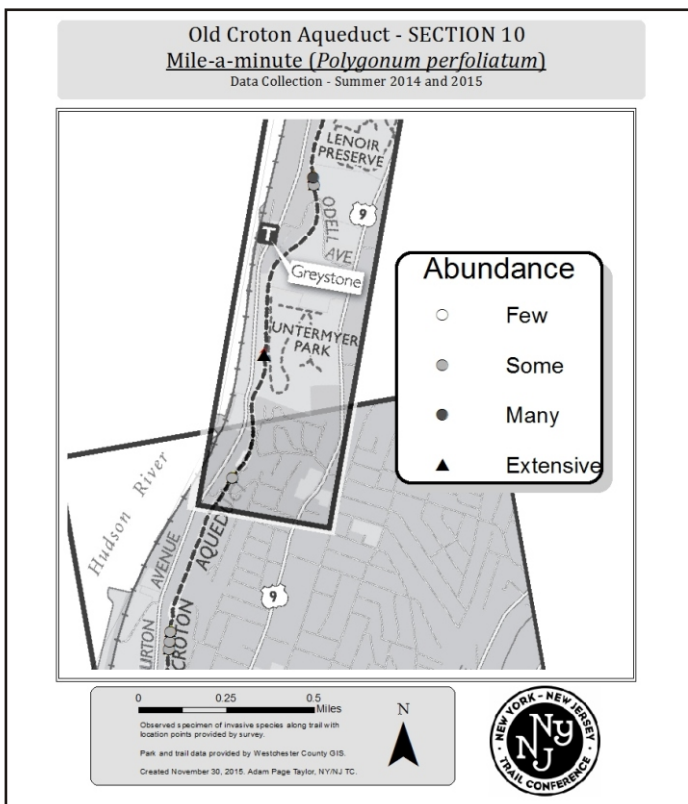 Old Croton Aqueduct - SECTION 10
Mile-a-minute (Polygonum perfoliatum)
Data Collection - Summer 2014 and 2015
LENOIR
PRESERVE
9
ODELL
AVE
T
Greystone
UNTERMYER
PARK
Abundance
Few
Some
Many
Extensive
Hudson River
AVENUE
AQUEDUC
9
URTON
CROTON
0 0.25 0.5
Miles
Observed specimen of invasive species along trail with
location points provided by survey.
Park and trail data provided by Westchester County GIS.
Created November 30, 2015. Adam Page Taylor, NY/NJ TC.
N
NEW YORK - NEW JERSEY
NY
NJ
TRAIL CONFERENCE